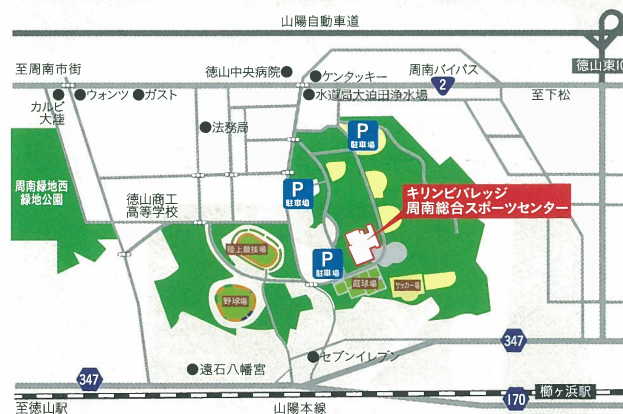 山陽自動車道
徳山東IC
至周南市街
徳山中央病院
ケンタッキー
周南バイパス
2
カルビ
大陸
ウォンツ
ガスト
水道局大迫田浄水場
至下松
法務局
P
駐車場
周南緑地西
緑地公園
徳山商工
高等学校
P
駐車場
キリンビバレッジ
周南総合スポーツセンター
陸上競技場
P
駐車場
庭球場
サッカー場
野球場
347
遠石八幡宮
セブンイレブン
347
至徳山駅
山陽本線
170
櫛ヶ浜駅